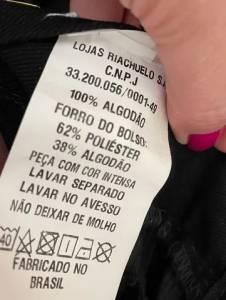 LOJAS RIACHUELO S.A
C.N.P.J
33.200.056/0001-49
100% ALGODÃO
FORRO DO BOLSO:
62% POLIÉSTER
38% ALGODÃO
PEÇA COM COR INTENSA
LAVAR SEPARADO
LAVAR NO AVESSO
NÃO DEIXAR DE MOLHO
40
FABRICADO NO
BRASIL